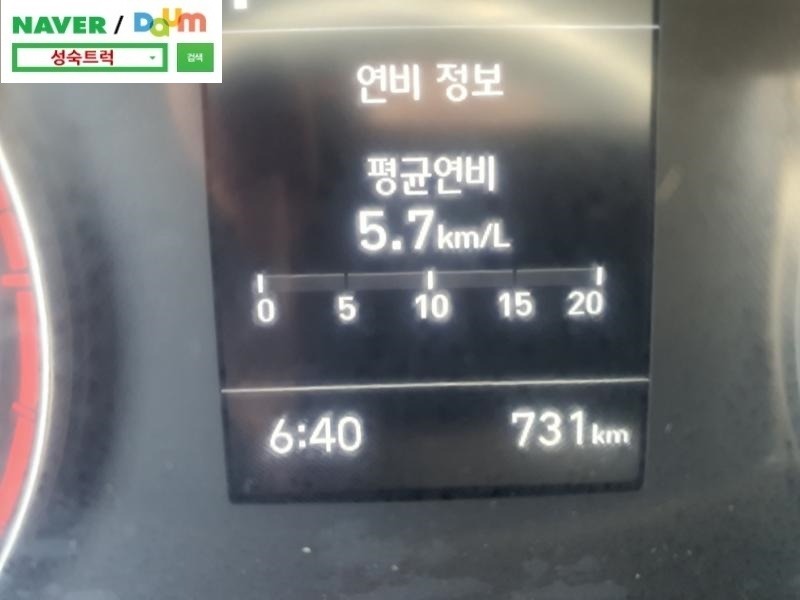 NAVER / Daum
성숙트럭
검색
연비 정보
평균연비
5.7km/L
0 5 10 15 20
6:40 731km